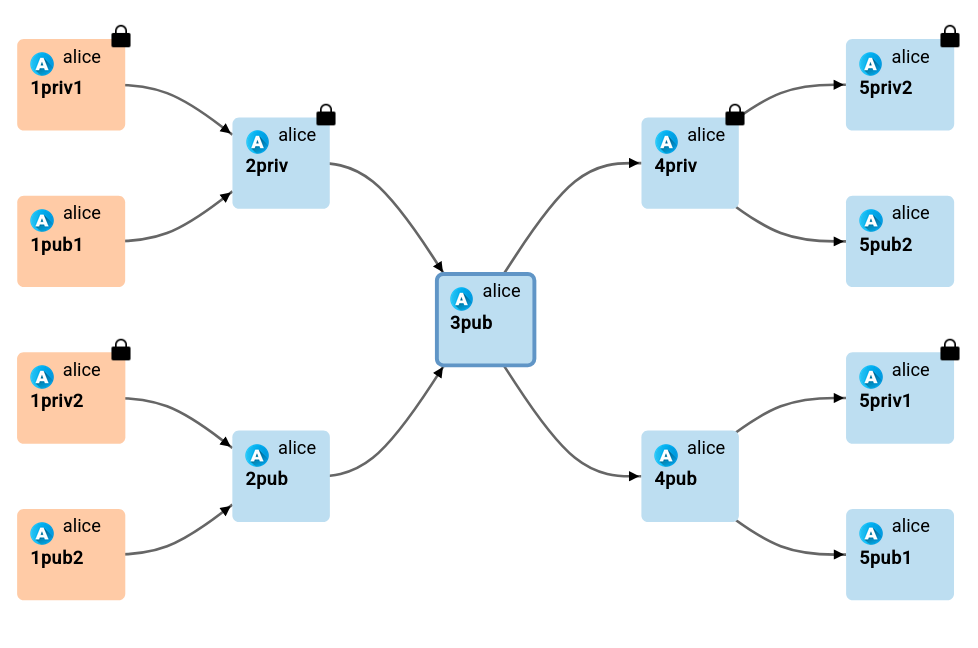 A alice
1priv1
A alice
1pub1
A alice
1priv2
A alice
1pub2
A alice
2priv
A alice
2pub
A alice
3pub
A alice
4priv
A alice
4pub
A alice
5priv2
A alice
5pub2
A alice
5priv1
A alice
5pub1